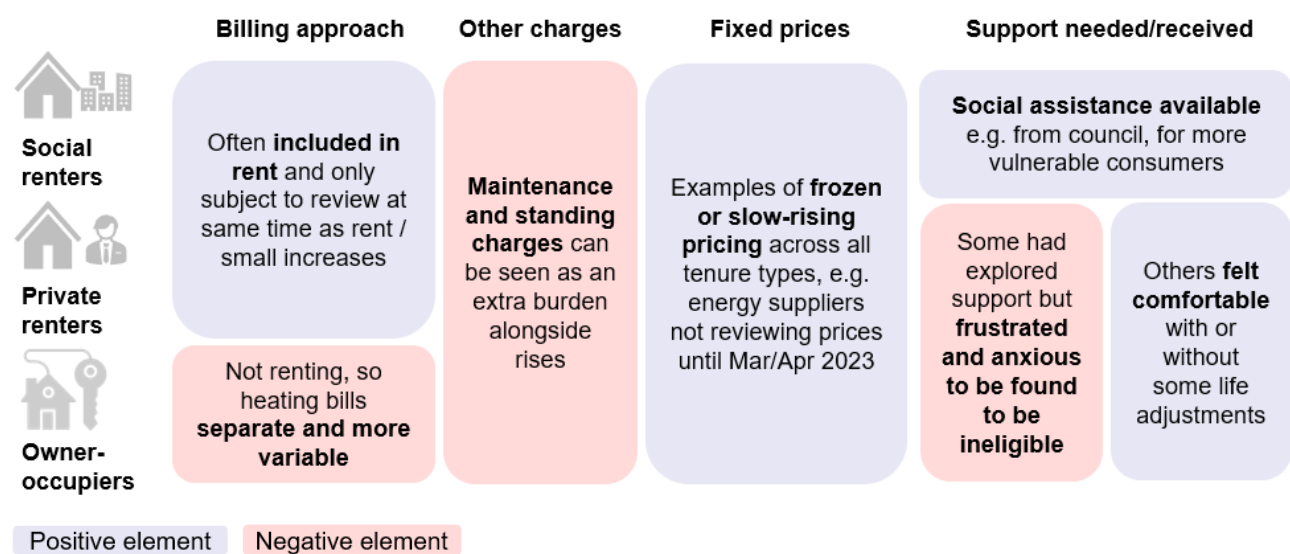 Billing approach
Other charges
Fixed prices
Support needed/received
Social
renters
Private
renters
Owner-
occupiers
Often included in
rent and only
subject to review at
same time as rent /
small increases
Not renting, so
heating bills
separate and more
variable
Maintenance
and standing
charges can
be seen as an
extra burden
alongside
rises
Examples of frozen
or slow-rising
pricing across all
tenure types, e.g.
energy suppliers
not reviewing prices
until Mar/Apr 2023
Social assistance available
e.g. from council, for more
vulnerable consumers
Some had
explored
support but
frustrated
and anxious
to be found
to be
ineligible
Others felt
comfortable
with or
without
some life
adjustments
Positive element
Negative element